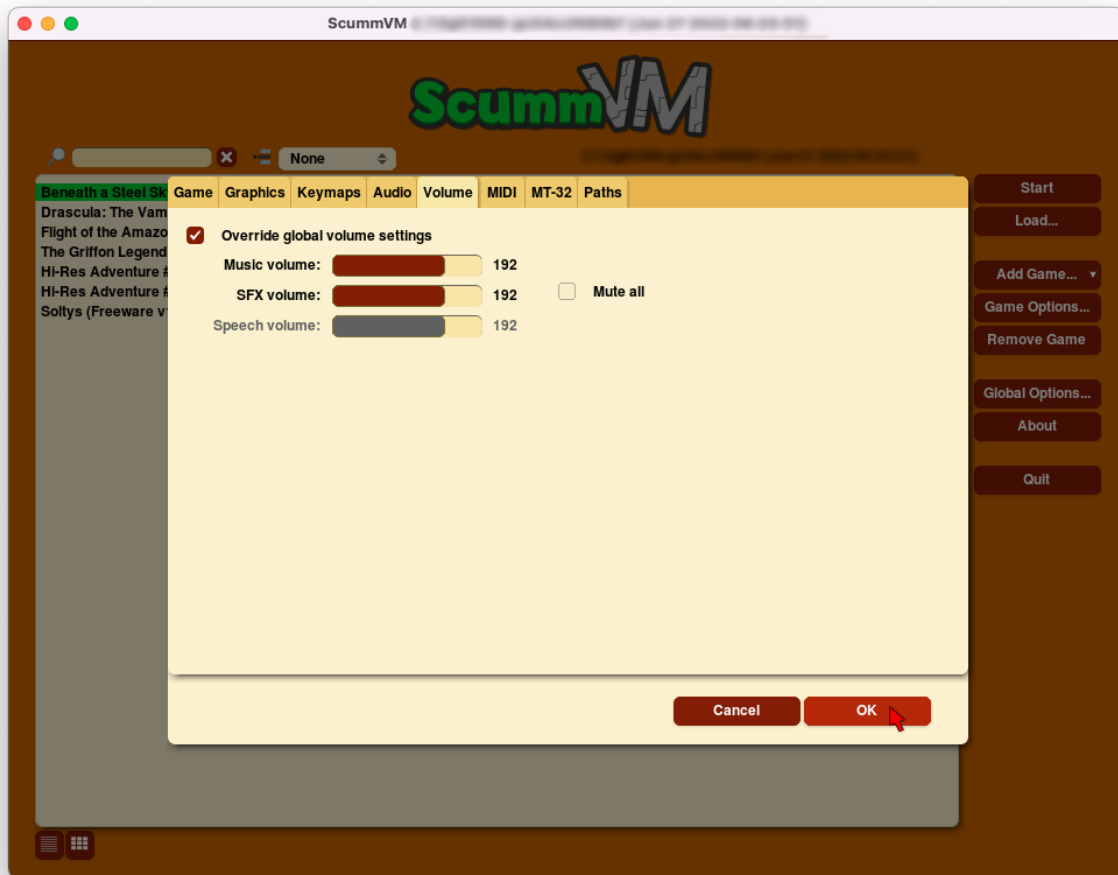 ScummVM
ScummVM
None
Beneath a Steel
Drascula: The
Flight of the
The Griffon Legend
Hi-Res Adventure
Hi-Res Adventure
Soltys (Freeware
Game Graphics Keymaps Audio Volume MIDI MT-32 Paths
Override global volume settings
Music volume: 192
SFX volume: 192
Mute all
Speech volume: 192
Cancel OK
Start
Load...
Add Game...
Game Options...
Remove Game
Global Options...
About
Quit